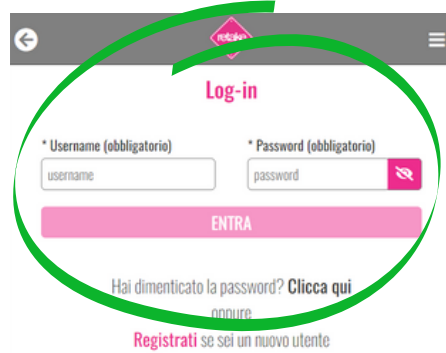 retake
Log-in
* Username (obbligatorio) * Password (obbligatorio)
username password
ENTRA
Hai dimenticato la password? Clicca qui
oppure
Registrati se sei un nuovo utente